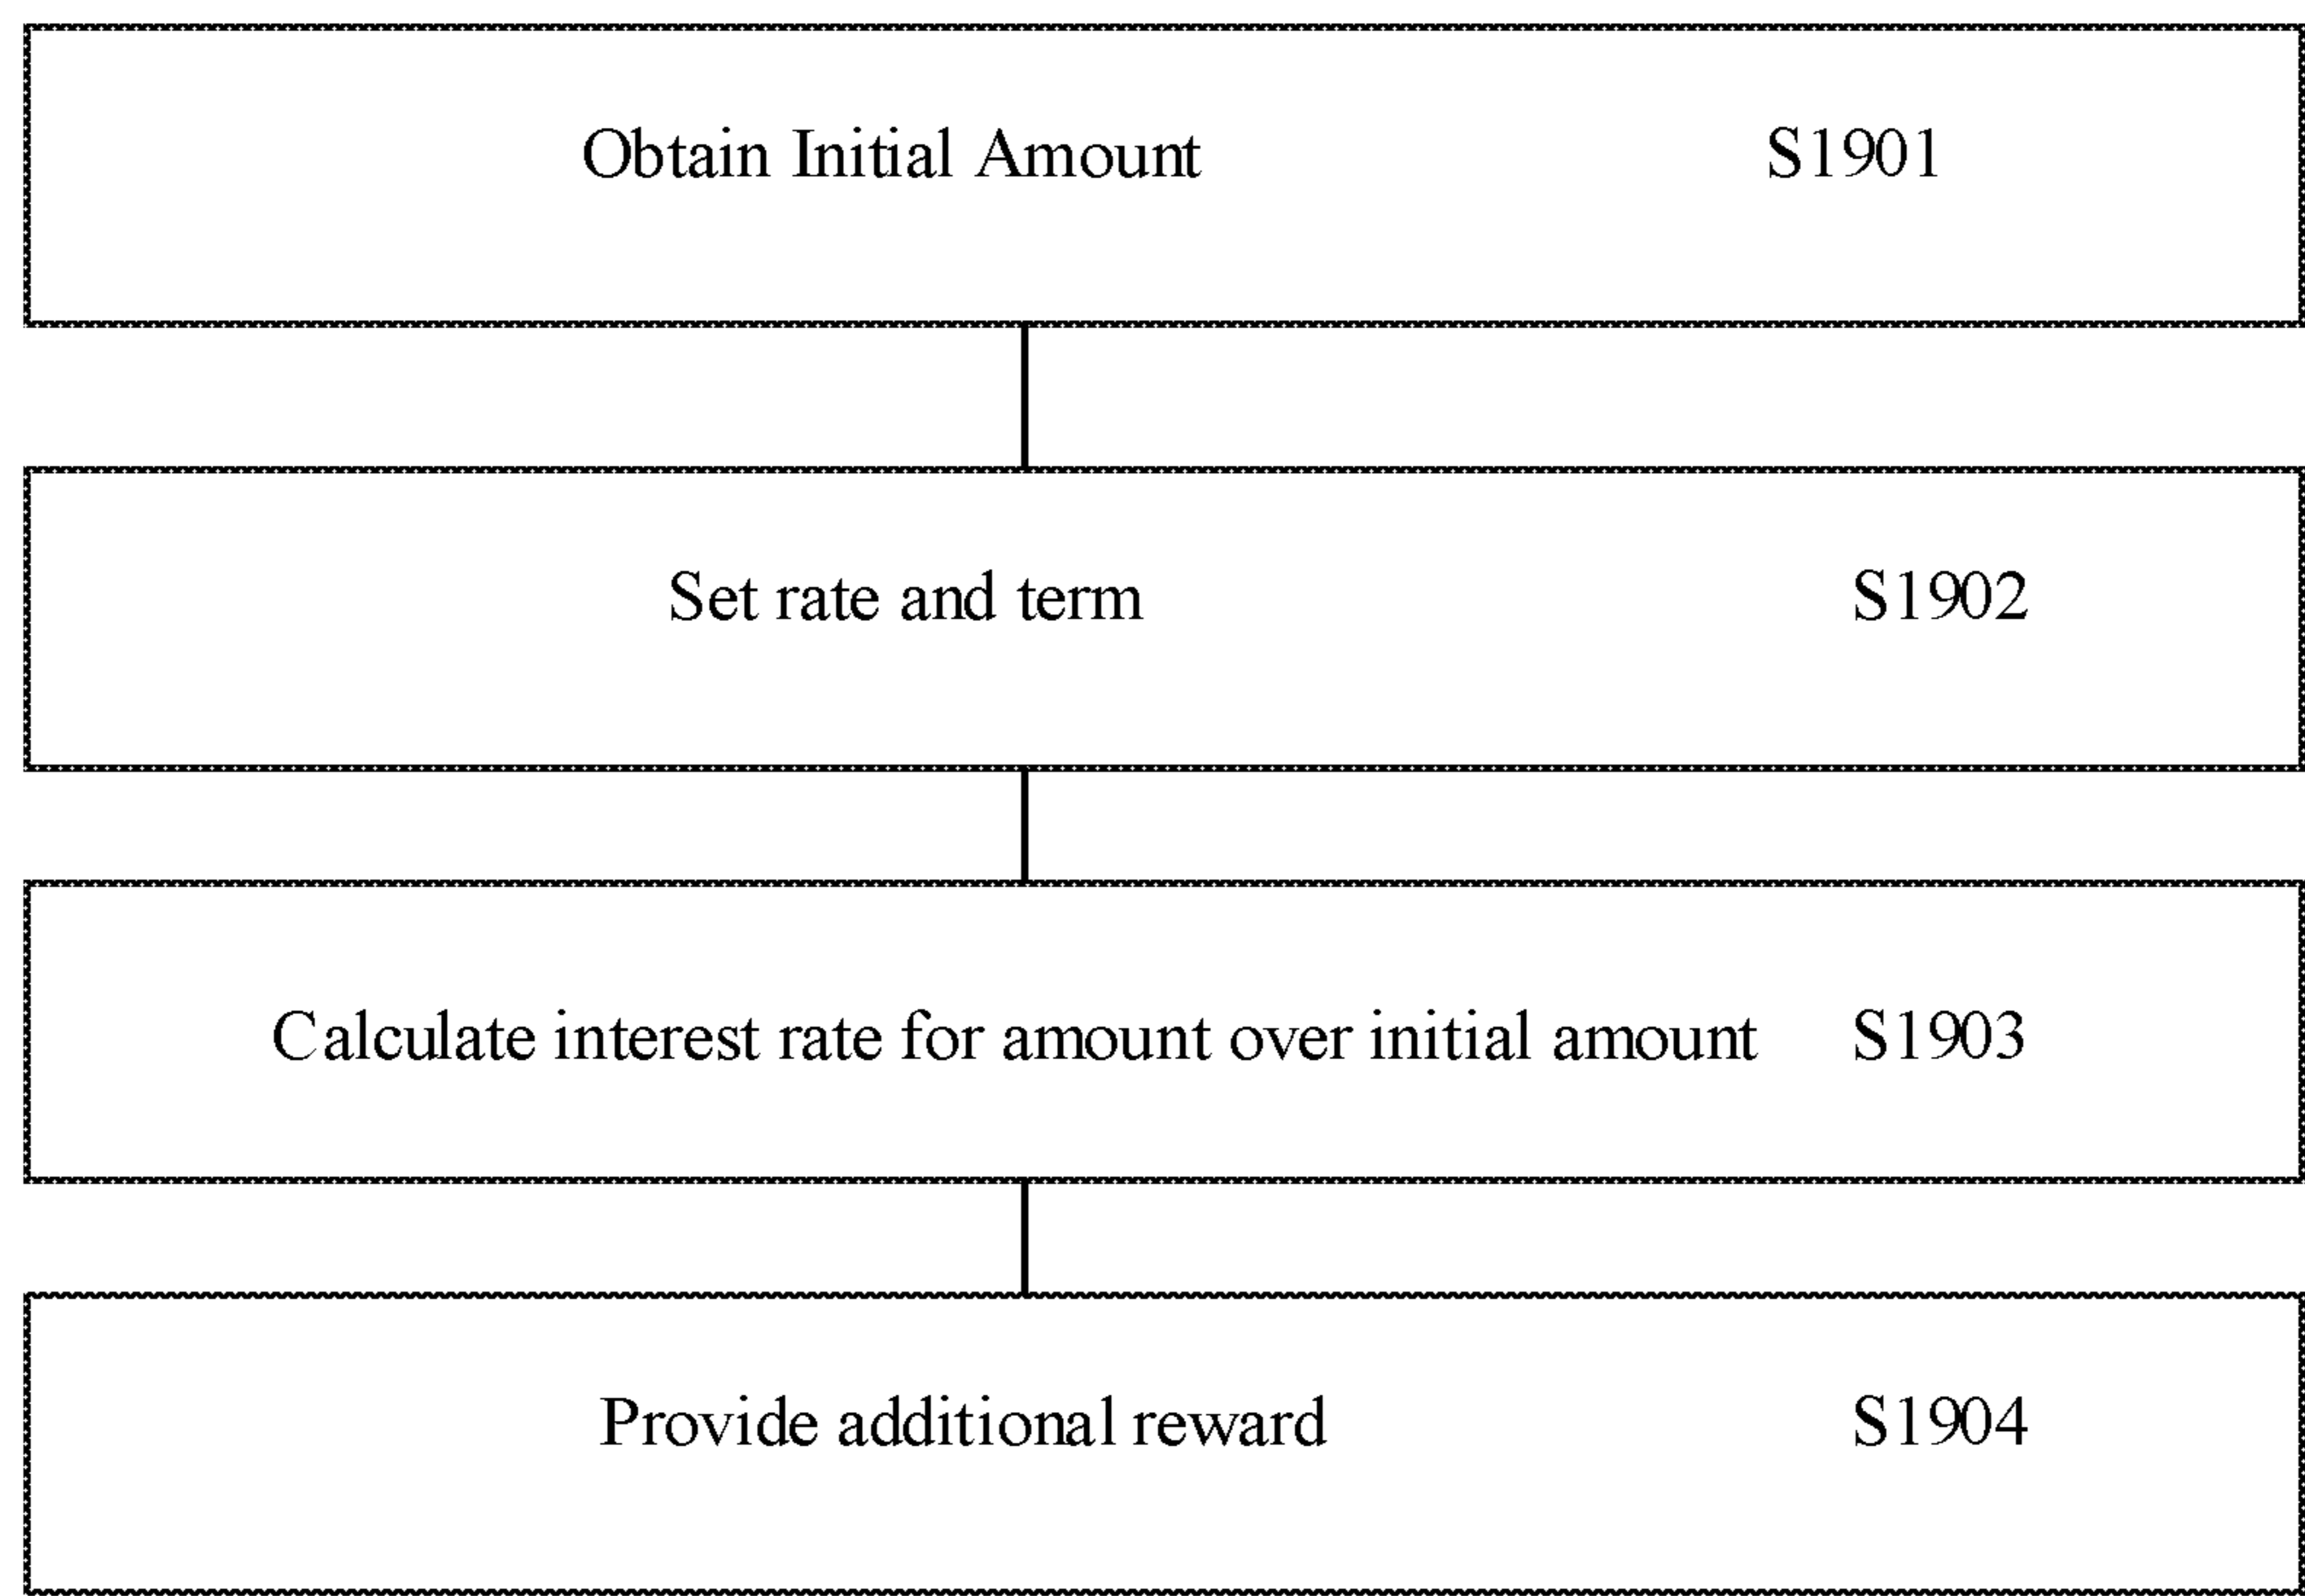 Obtain Initial Amount S1901
Set rate and term S1902
Calculate interest rate for amount over initial amount S1903
Provide additional reward S1904